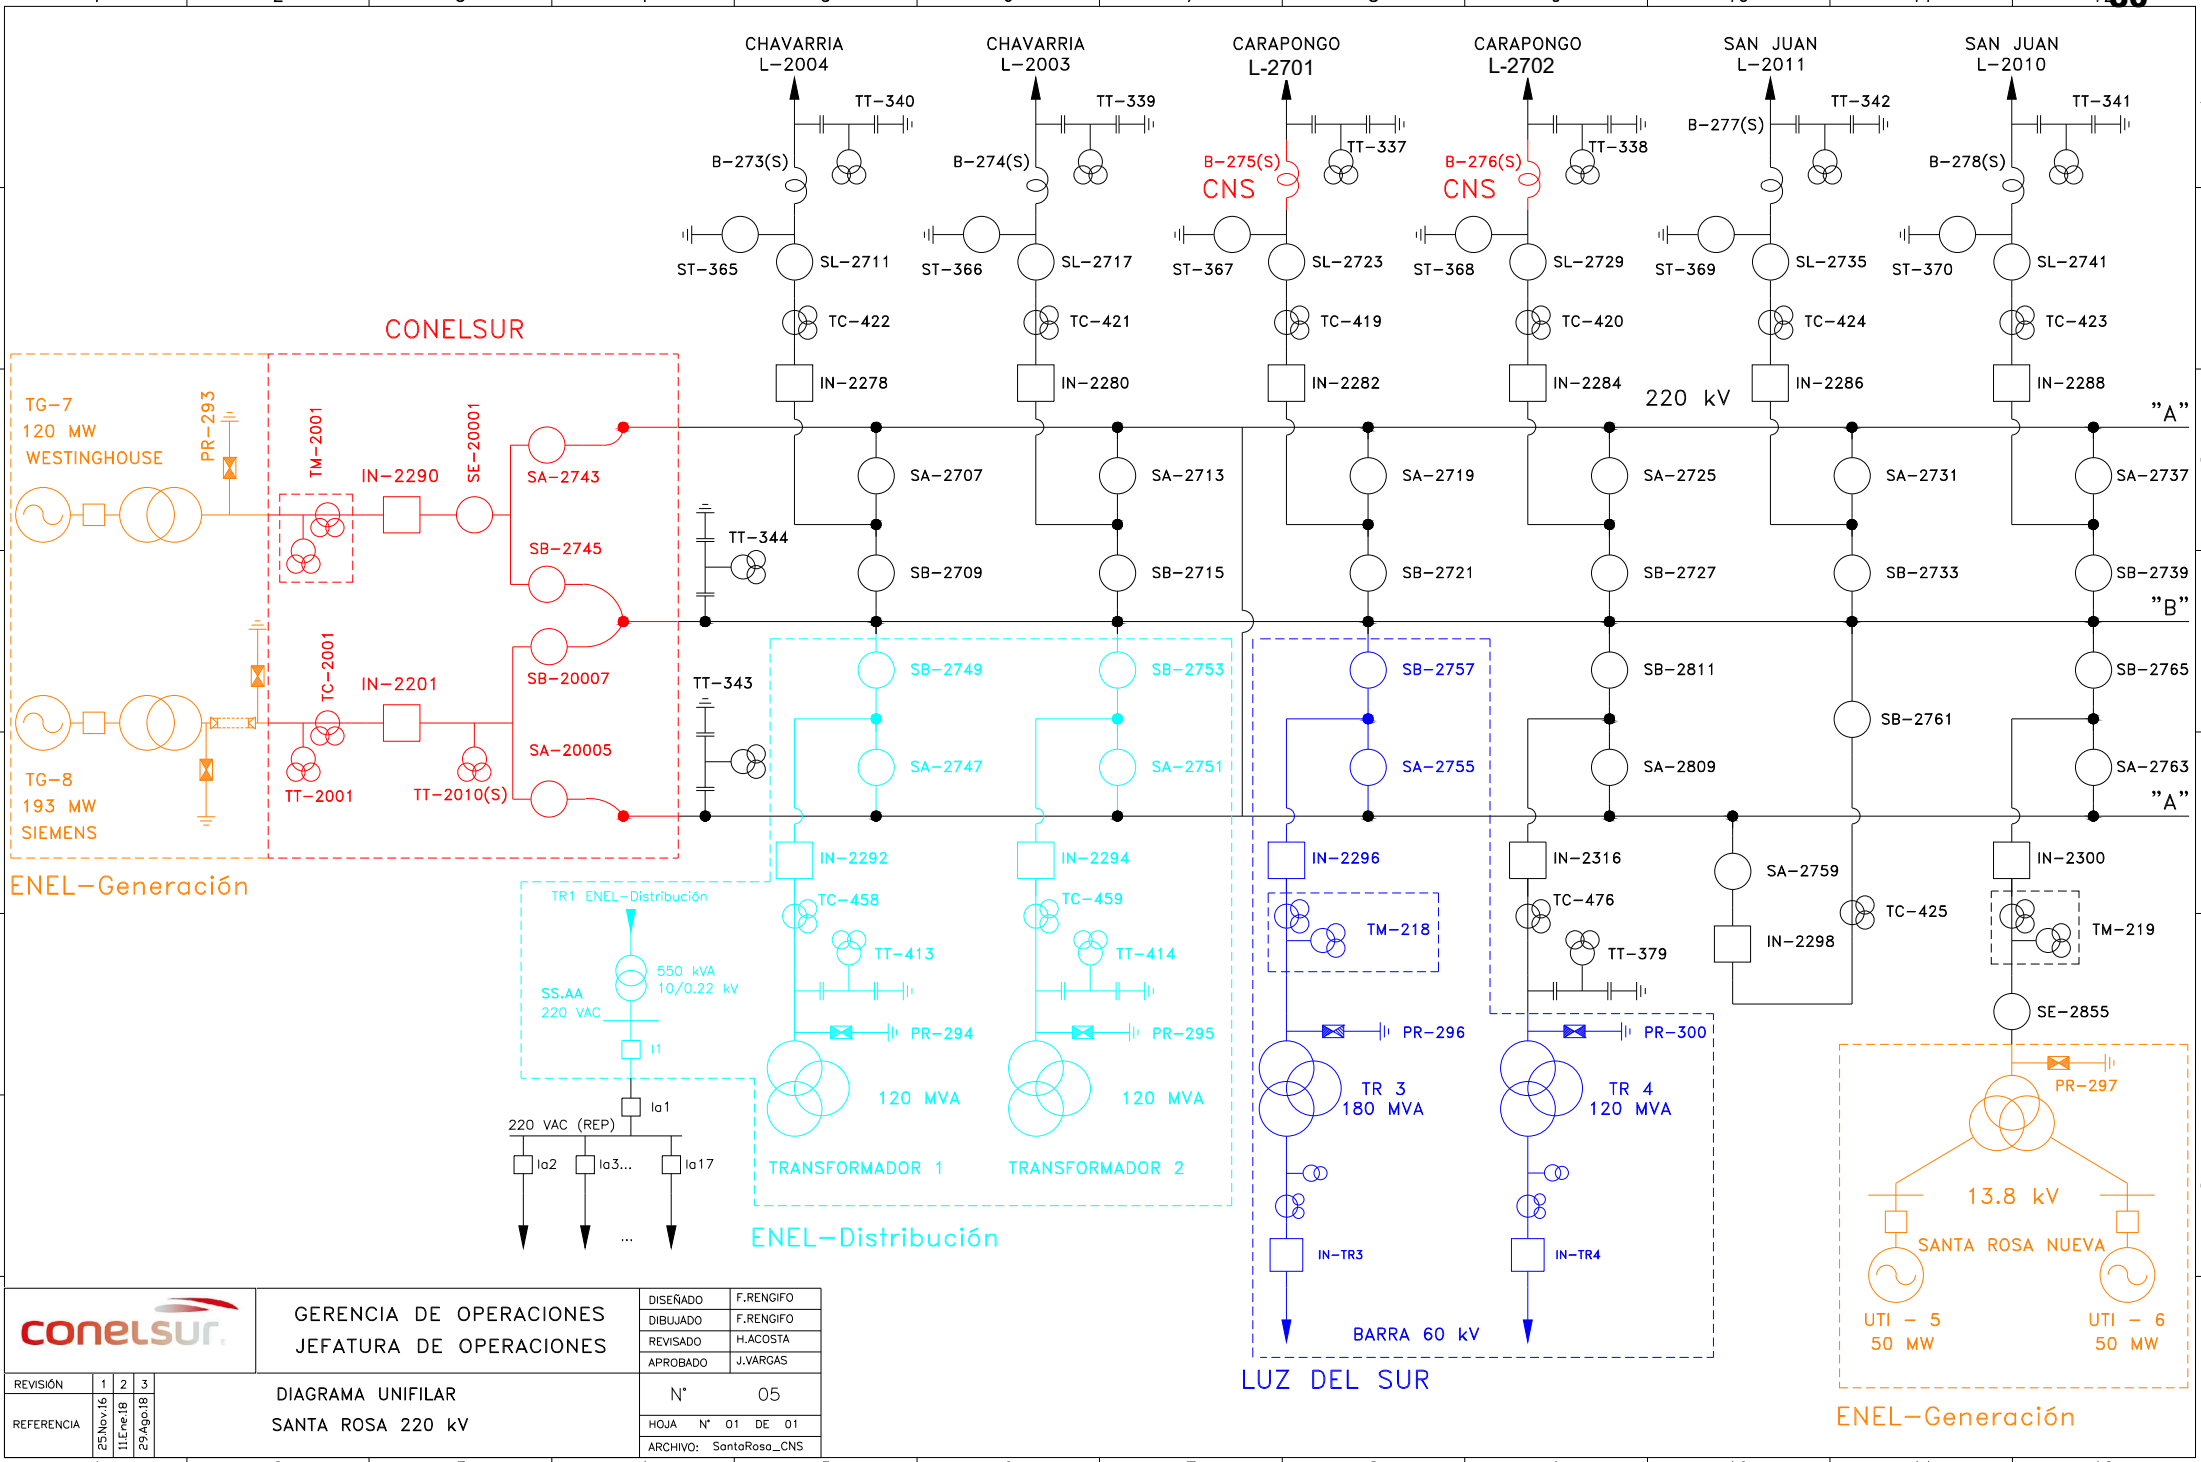 CHAVARRIA
L-2004
CHAVARRIA
L-2003
CARAPONGO
L-2701
CARAPONGO
L-2702
SAN JUAN
L-2011
SAN JUAN
L-2010
TT-340
TT-339
TT-337
TT-338
TT-342
TT-341
B-273(S)
B-274(S)
B-275(S)
CNS
B-276(S)
CNS
B-277(S)
B-278(S)
ST-365
SL-2711
ST-366
SL-2717
ST-367
SL-2723
ST-368
SL-2729
ST-369
SL-2735
ST-370
SL-2741
TC-422
TC-421
TC-419
TC-420
TC-424
TC-423
IN-2278
IN-2280
IN-2282
IN-2284
IN-2286
IN-2288
220 kV
"A"
CONELSUR
TG-7
120 MW
WESTINGHOUSE
PR-293
TM-2001
IN-2290
SE-20001
SA-2743
SB-2745
SA-2707
SA-2713
SA-2719
SA-2725
SA-2731
SA-2737
TT-344
SB-2709
SB-2715
SB-2721
SB-2727
SB-2733
SB-2739
"B"
TC-2001
IN-2201
SB-20007
SA-20005
TG-8
193 MW
SIEMENS
TT-2001
TT-2010(S)
TT-343
SB-2749
SB-2753
SB-2757
SB-2811
SB-2761
SB-2765
SA-2747
SA-2751
SA-2755
SA-2809
SA-2763
"A"
ENEL-Generación
IN-2292
IN-2294
IN-2296
IN-2316
SA-2759
IN-2300
TR1 ENEL-Distribución
TC-458
TC-459
TM-218
TC-476
TC-425
TM-219
IN-2298
TT-413
TT-414
TT-379
550 kVA
10/0.22 kV
SS.AA
220 VAC
I1
PR-294
PR-295
PR-296
PR-300
SE-2855
PR-297
120 MVA
120 MVA
TR 3
180 MVA
TR 4
120 MVA
Ia1
220 VAC (REP)
Ia2
Ia3...
Ia17
...
TRANSFORMADOR 1
TRANSFORMADOR 2
ENEL-Distribución
IN-TR3
IN-TR4
BARRA 60 kV
LUZ DEL SUR
13.8 kV
SANTA ROSA NUEVA
UTI - 5
50 MW
UTI - 6
50 MW
ENEL-Generación
conelsur
GERENCIA DE OPERACIONES
JEFATURA DE OPERACIONES
DISEÑADO F.RENGIFO
DIBUJADO F.RENGIFO
REVISADO H.ACOSTA
APROBADO J.VARGAS
REVISIÓN 1 2 3
REFERENCIA 25.Nov.16 11.Ene.18 29.Ago.18
DIAGRAMA UNIFILAR
SANTA ROSA 220 kV
N° 05
HOJA N° 01 DE 01
ARCHIVO: SantaRosa_CNS